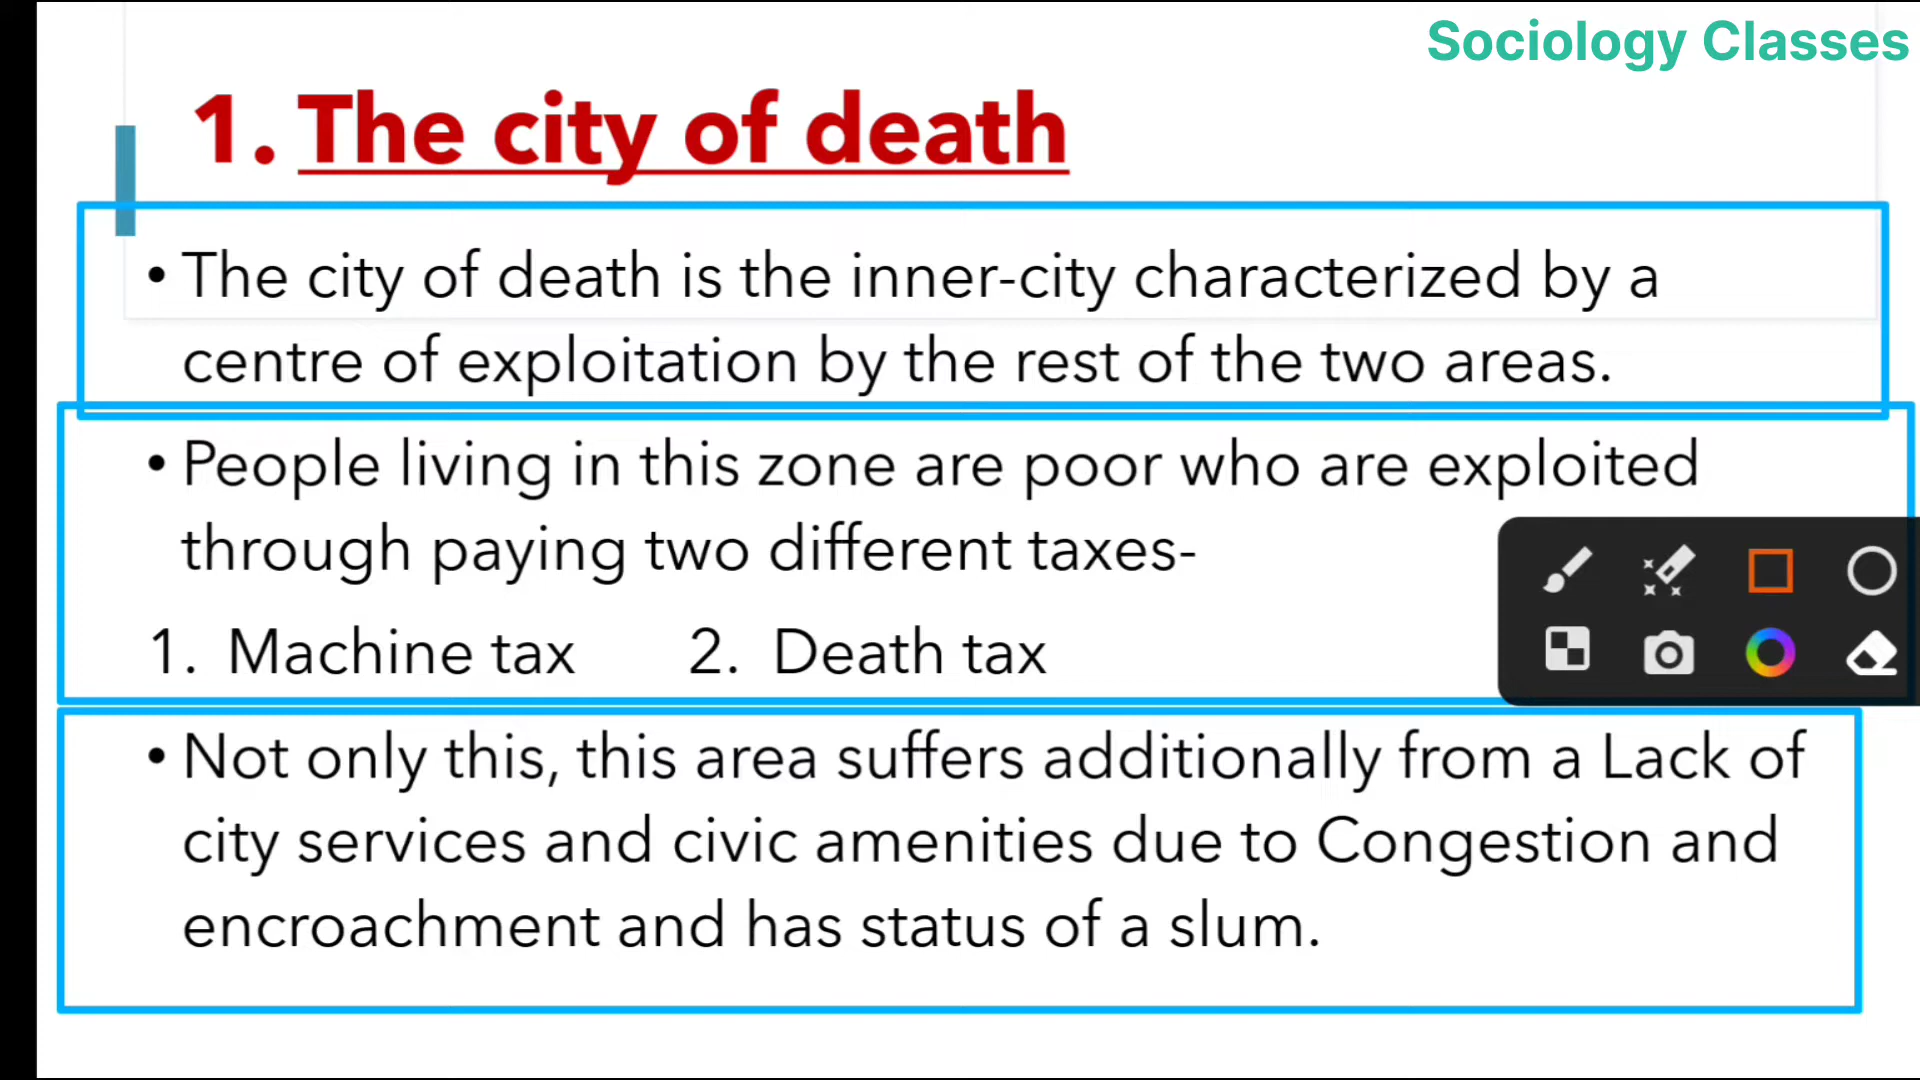 Sociology Classes
1. The city of death
• The city of death is the inner-city characterized by a
centre of exploitation by the rest of the two areas.
• People living in this zone are poor who are exploited
through paying two different taxes-
1. Machine tax 2. Death tax
• Not only this, this area suffers additionally from a Lack of
city services and civic amenities due to Congestion and
encroachment and has status of a slum.